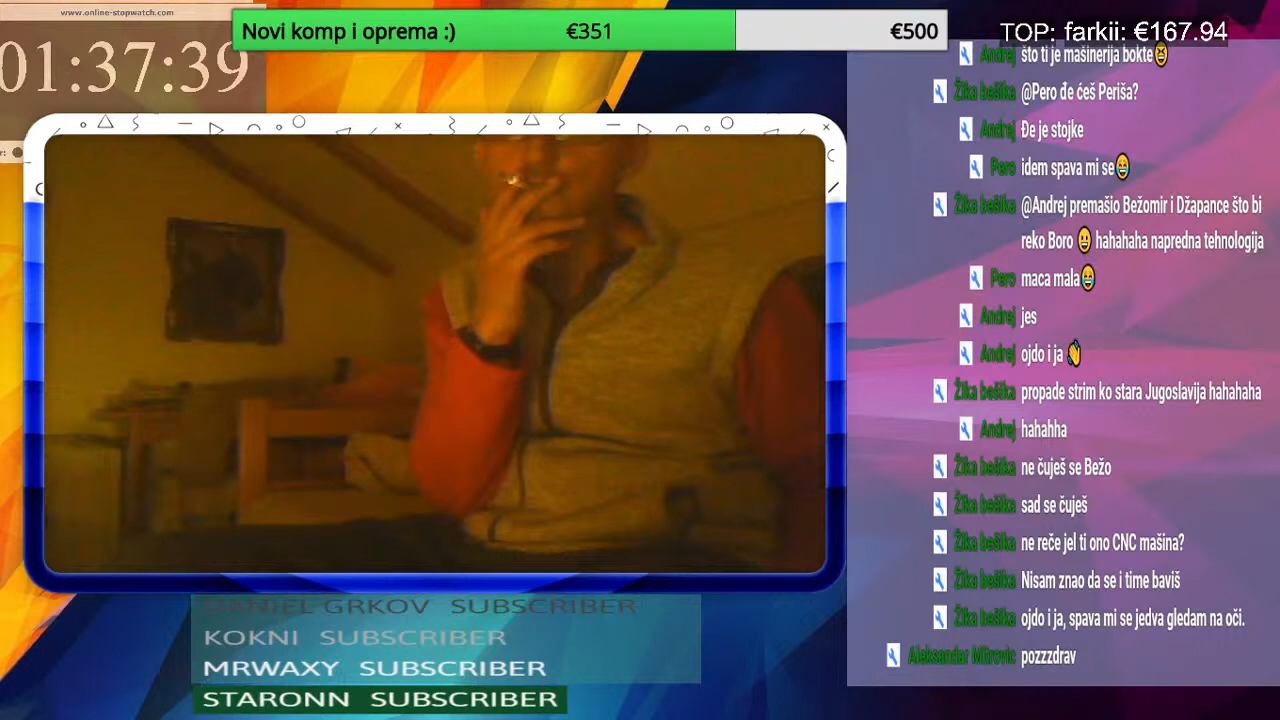 www.online-stopwatch.com
01:37:39
Novi komp i oprema :) €351 €500
TOP: farkii: €167.94
Andrej što ti je mašinerija bokte😆
Žika bešika @Pero đe ćeš Periša?
Andrej Đe je stojke
Pero idem spava mi se😂
Žika bešika @Andrej premašio Bežomir i Džapance što bi
reko Boro 😀 hahahaha napredna tehnologija
Pero maca mala😂
Andrej jes
Andrej ojdo i ja 👋
Žika bešika propade strim ko stara Jugoslavija hahahaha
Andrej hahahha
Žika bešika ne čuješ se Bežo
Žika bešika sad se čuješ
Žika bešika ne reče jel ti ono CNC mašina?
Žika bešika Nisam znao da se i time baviš
Žika bešika ojdo i ja, spava mi se jedva gledam na oči.
Aleksandar Mitrovic pozzzdrav
DANIEL GRKOV SUBSCRIBER
KOKNI SUBSCRIBER
MRWAXY SUBSCRIBER
STARONN SUBSCRIBER